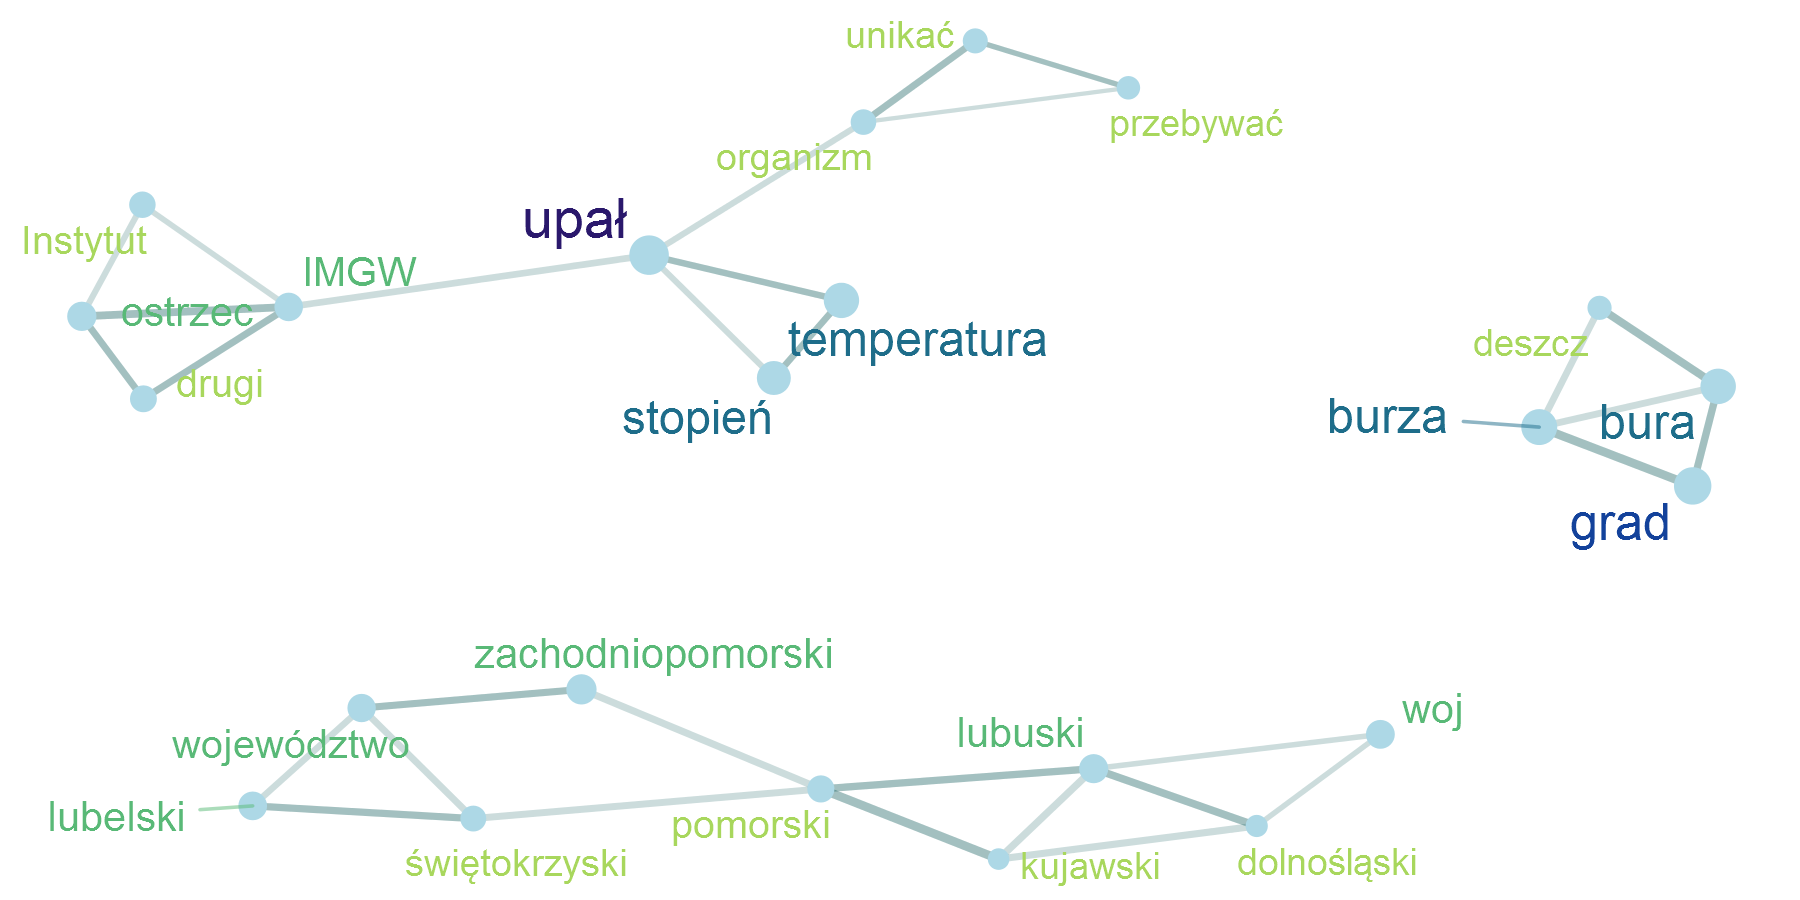 unikać
przebywać
organizm
upał
Instytut
IMGW
ostrzec
drugi
temperatura
stopień
deszcz
burza
bura
grad
zachodniopomorski
województwo
lubelski
świętokrzyski
pomorski
lubuski
woj
kujawski
dolnośląski